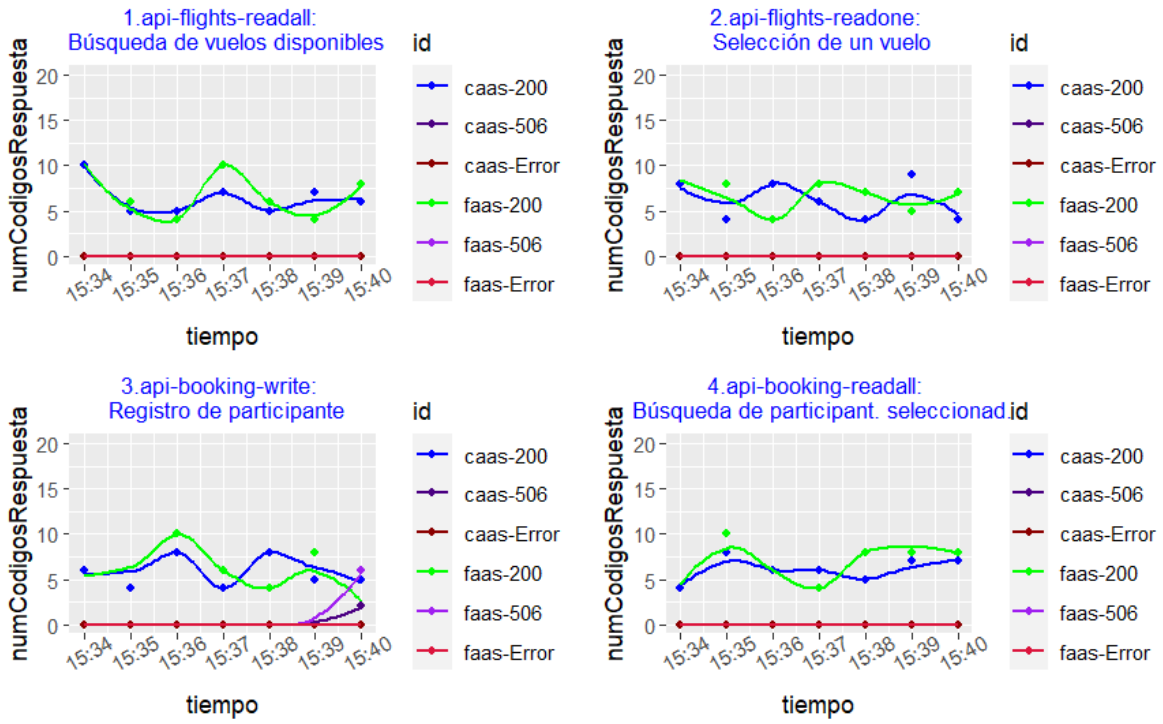 1.api-flights-readall:
Búsqueda de vuelos disponibles
id
numCodigosRespuesta
20
15
10
5
0
15:34
15:35
15:36
15:37
15:38
15:39
15:40
tiempo
caas-200
caas-506
caas-Error
faas-200
faas-506
faas-Error
2.api-flights-readone:
Selección de un vuelo
id
numCodigosRespuesta
20
15
10
5
0
15:34
15:35
15:36
15:37
15:38
15:39
15:40
tiempo
caas-200
caas-506
caas-Error
faas-200
faas-506
faas-Error
3.api-booking-write:
Registro de participante
id
numCodigosRespuesta
20
15
10
5
0
15:34
15:35
15:36
15:37
15:38
15:39
15:40
tiempo
caas-200
caas-506
caas-Error
faas-200
faas-506
faas-Error
4.api-booking-readall:
Búsqueda de participant. seleccionad.
id
numCodigosRespuesta
20
15
10
5
0
15:34
15:35
15:36
15:37
15:38
15:39
15:40
tiempo
caas-200
caas-506
caas-Error
faas-200
faas-506
faas-Error